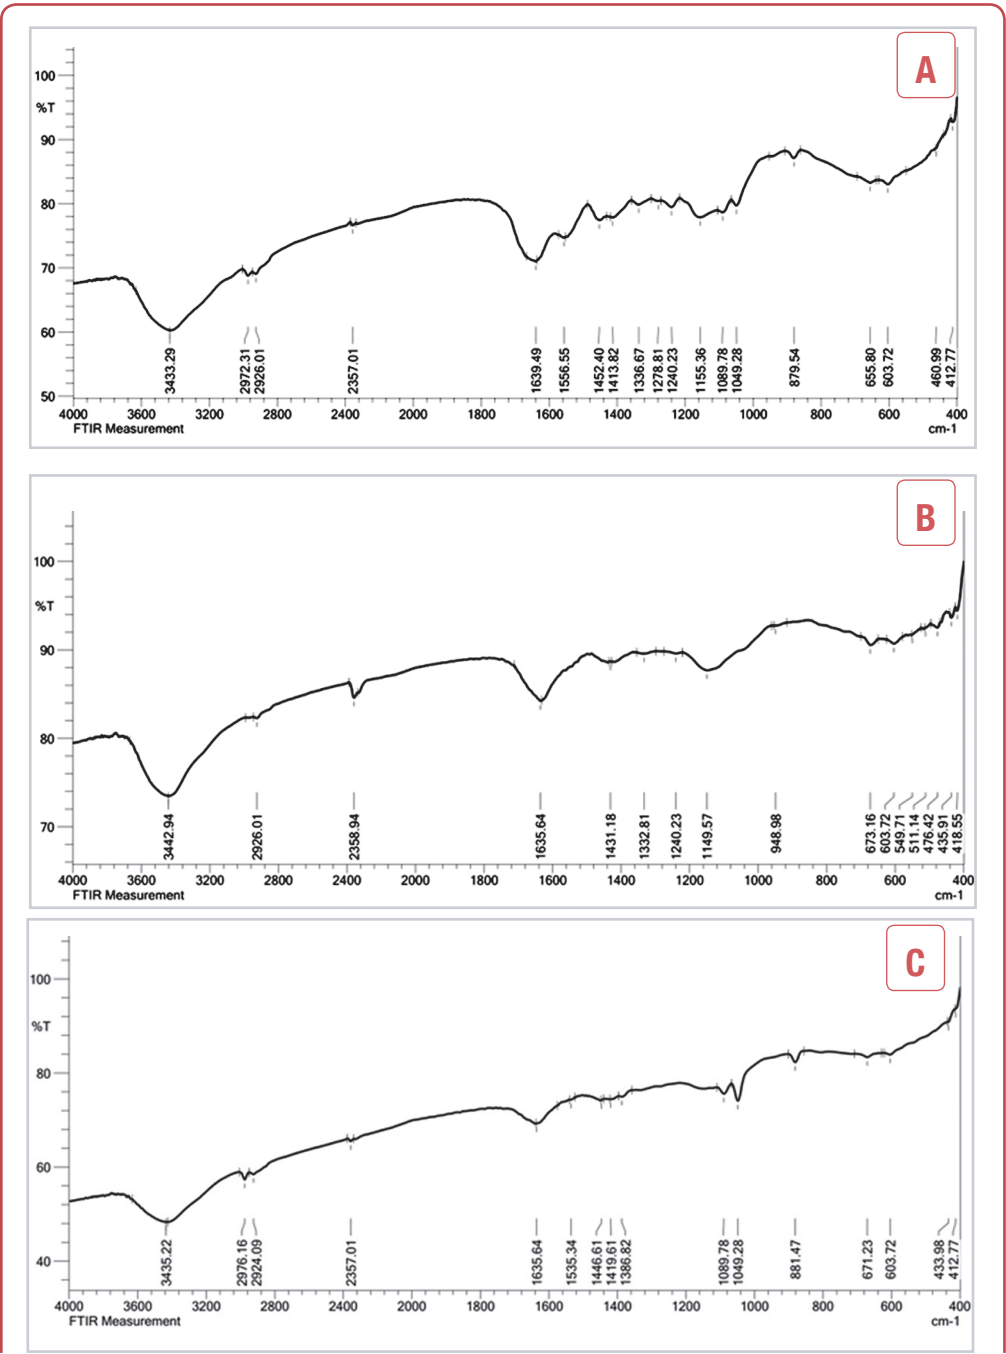 A
100
%T
90
80
70
60
50
3433.29 2972.31 2926.01 2357.01 1639.49 1556.55 1452.40 1413.82 1336.67 1278.81 1240.23 1155.36 1089.78 1049.28 879.54 655.80 603.72 460.99 412.77
4000 3600 3200 2800 2400 2000 1800 1600 1400 1200 1000 800 600 400
FTIR Measurement cm-1
B
100
%T
90
80
70
3442.94 2926.01 2358.94 1635.64 1431.18 1332.81 1240.23 1149.57 948.98 673.16 603.72 549.71 511.14 476.42 435.91 418.55
4000 3600 3200 2800 2400 2000 1800 1600 1400 1200 1000 800 600 400
FTIR Measurement cm-1
C
100
%T
80
60
40
3435.22 2976.16 2924.09 2357.01 1635.64 1535.34 1446.61 1419.61 1386.82 1089.78 1049.28 881.47 671.23 603.72 433.98 412.77
4000 3600 3200 2800 2400 2000 1800 1600 1400 1200 1000 800 600 400
FTIR Measurement cm-1